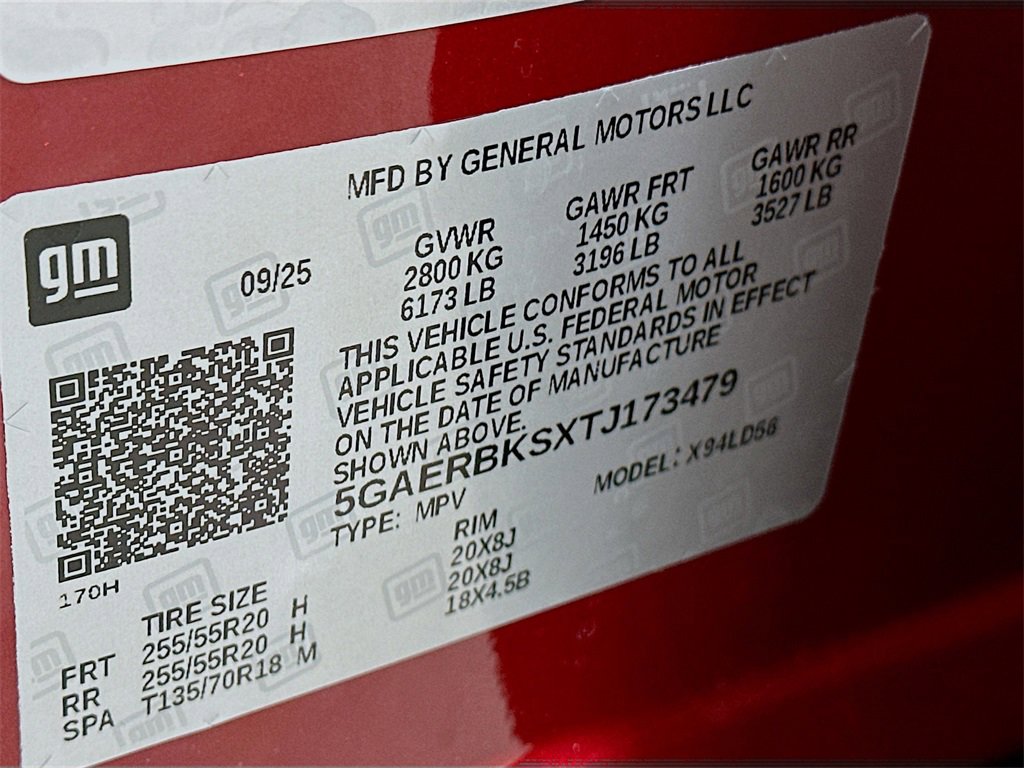 MFD BY GENERAL MOTORS LLC
gm
09/25
GVWR GAWR FRT GAWR RR
2800 KG 1450 KG 1600 KG
6173 LB 3196 LB 3527 LB
THIS VEHICLE CONFORMS TO ALL
APPLICABLE U.S. FEDERAL MOTOR
VEHICLE SAFETY STANDARDS IN EFFECT
ON THE DATE OF MANUFACTURE
SHOWN ABOVE.
5GAERBKSXTJ173479
TYPE: MPV MODEL: X94LD56
170H
TIRE SIZE RIM
FRT 255/55R20 H 20X8J
RR 255/55R20 H 20X8J
SPA T135/70R18 M 18X4.5B